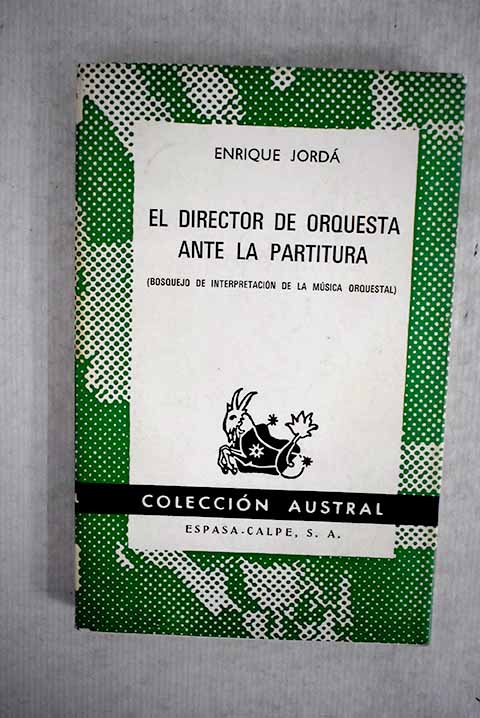 ENRIQUE JORDÁ
EL DIRECTOR DE ORQUESTA
ANTE LA PARTITURA
(BOSQUEJO DE INTERPRETACIÓN DE LA MÚSICA ORQUESTAL)
COLECCIÓN AUSTRAL
ESPASA-CALPE, S. A.